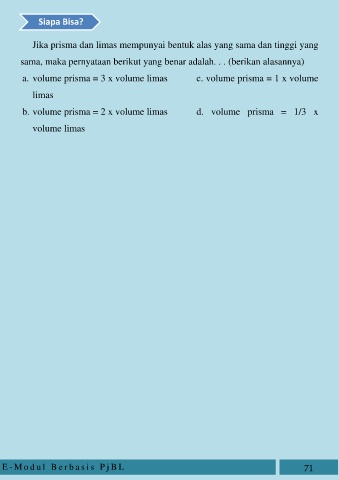 Siapa Bisa?
Jika prisma dan limas mempunyai bentuk alas yang sama dan tinggi yang
sama, maka pernyataan berikut yang benar adalah. . . (berikan alasannya)
a. volume prisma = 3 x volume limas
c. volume prisma = 1 x volume
limas
b. volume prisma = 2 x volume limas
d. volume prisma = 1/3 x
volume limas
E-Modul Berbasis PjBL
71